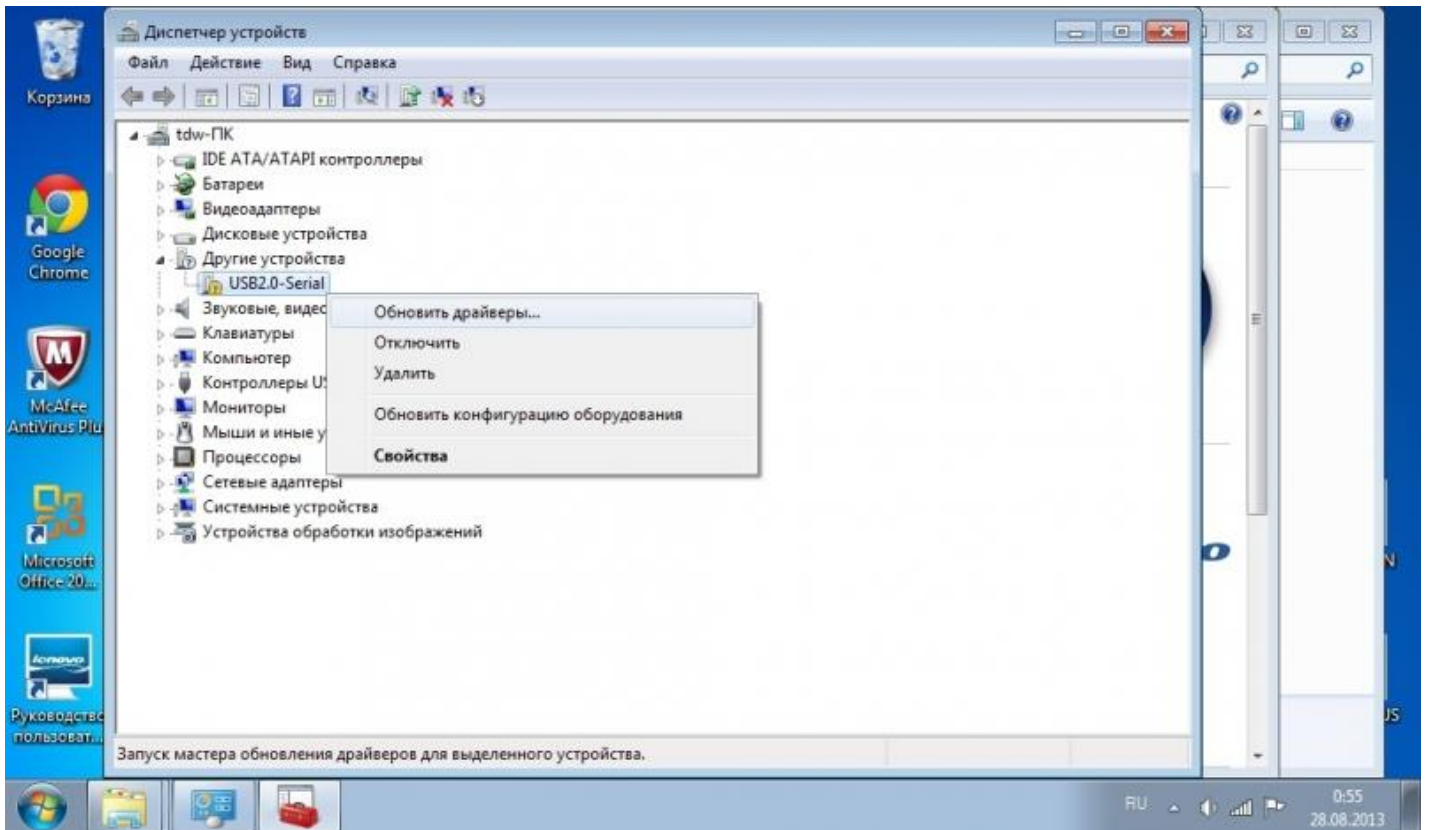 Диспетчер устройств
Файл Действие Вид Справка
Корзина
tdw-ПК
IDE ATA/ATAPI контроллеры
Батареи
Видеоадаптеры
Дисковые устройства
Другие устройства
USB2.0-Serial
Звуковые, видео
Клавиатуры
Компьютер
Контроллеры US
Мониторы
Мыши и иные у
Процессоры
Сетевые адаптеры
Системные устройства
Устройства обработки изображений
Обновить драйверы...
Отключить
Удалить
Обновить конфигурацию оборудования
Свойства
Google
Chrome
McAfee
AntiVirus Plu
Microsoft
Office 20...
lenovo
Руководство
пользоват...
Запуск мастера обновления драйверов для выделенного устройства.
N
US
RU
0:55
28.08.2013